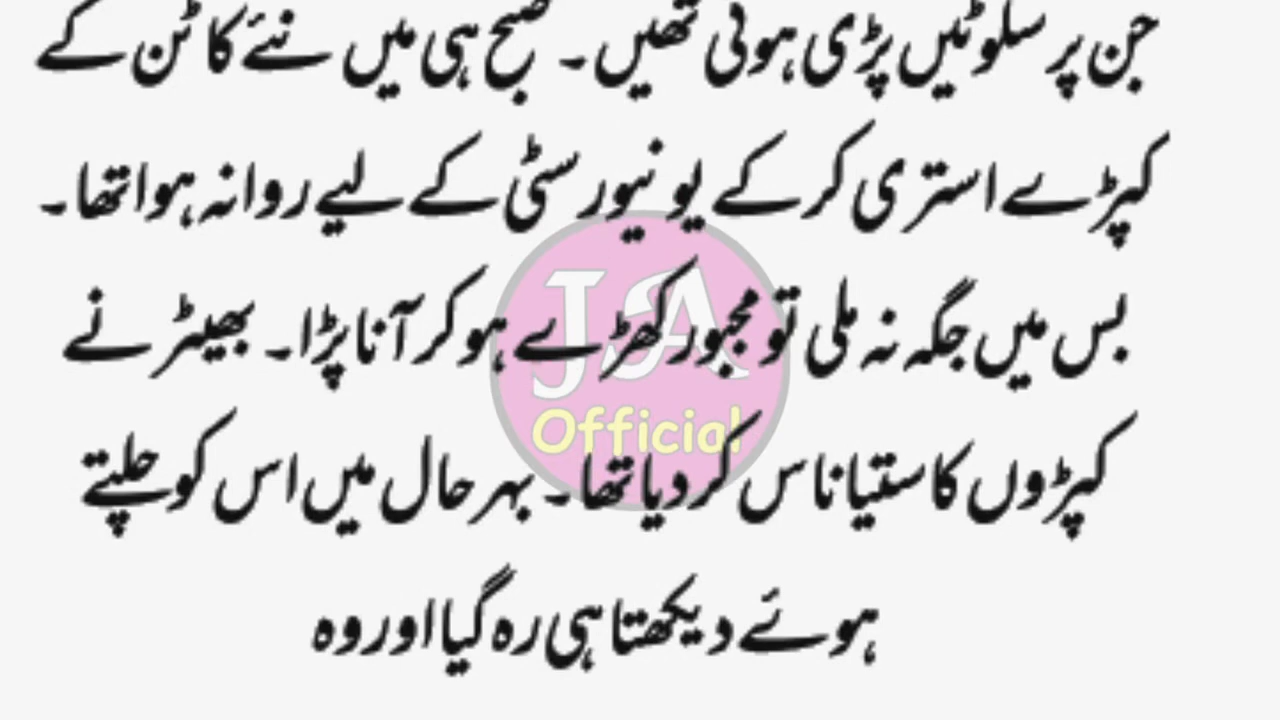 جن پر سلوٹیں پڑی ہوئی تھیں۔ صبح ہی میں نئے کاٹن کے
کپڑے استری کر کے یونیورسٹی کے لیے روانہ ہوا تھا۔
بس میں جگہ نہ ملی تو مجبور کھڑے ہو کر آنا پڑا۔ بھیٹر نے
کپڑوں کا ستیاناس کر دیا تھا۔ بہر حال میں اس کو چلتے
ہوئے دیکھتا ہی رہ گیا اور وہ
JA
Official